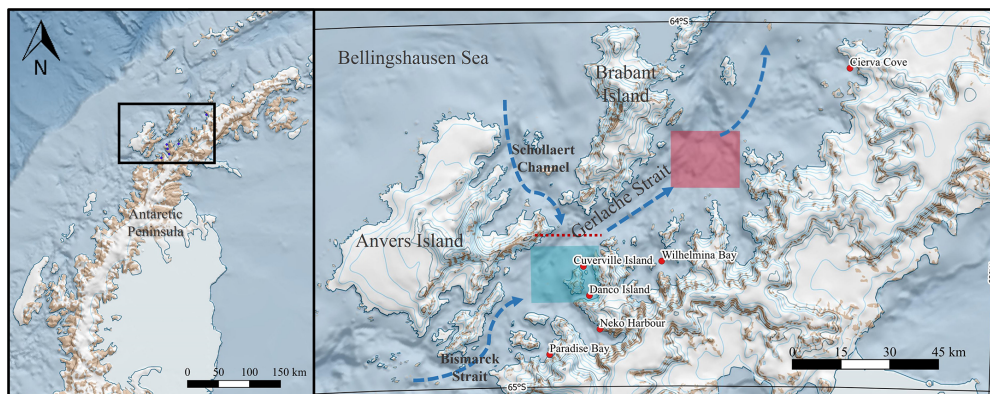 N
Antarctic
Peninsula
0 50 100 150 km
64°S
Bellingshausen Sea
Brabant
Island
Cierva Cove
Schollaert
Channel
Gerlache Strait
Anvers Island
Cuverville Island
Wilhelmina Bay
Danco Island
Neko Harbour
Paradise Bay
Bismarck
Strait
65°S
0 15 30 45 km